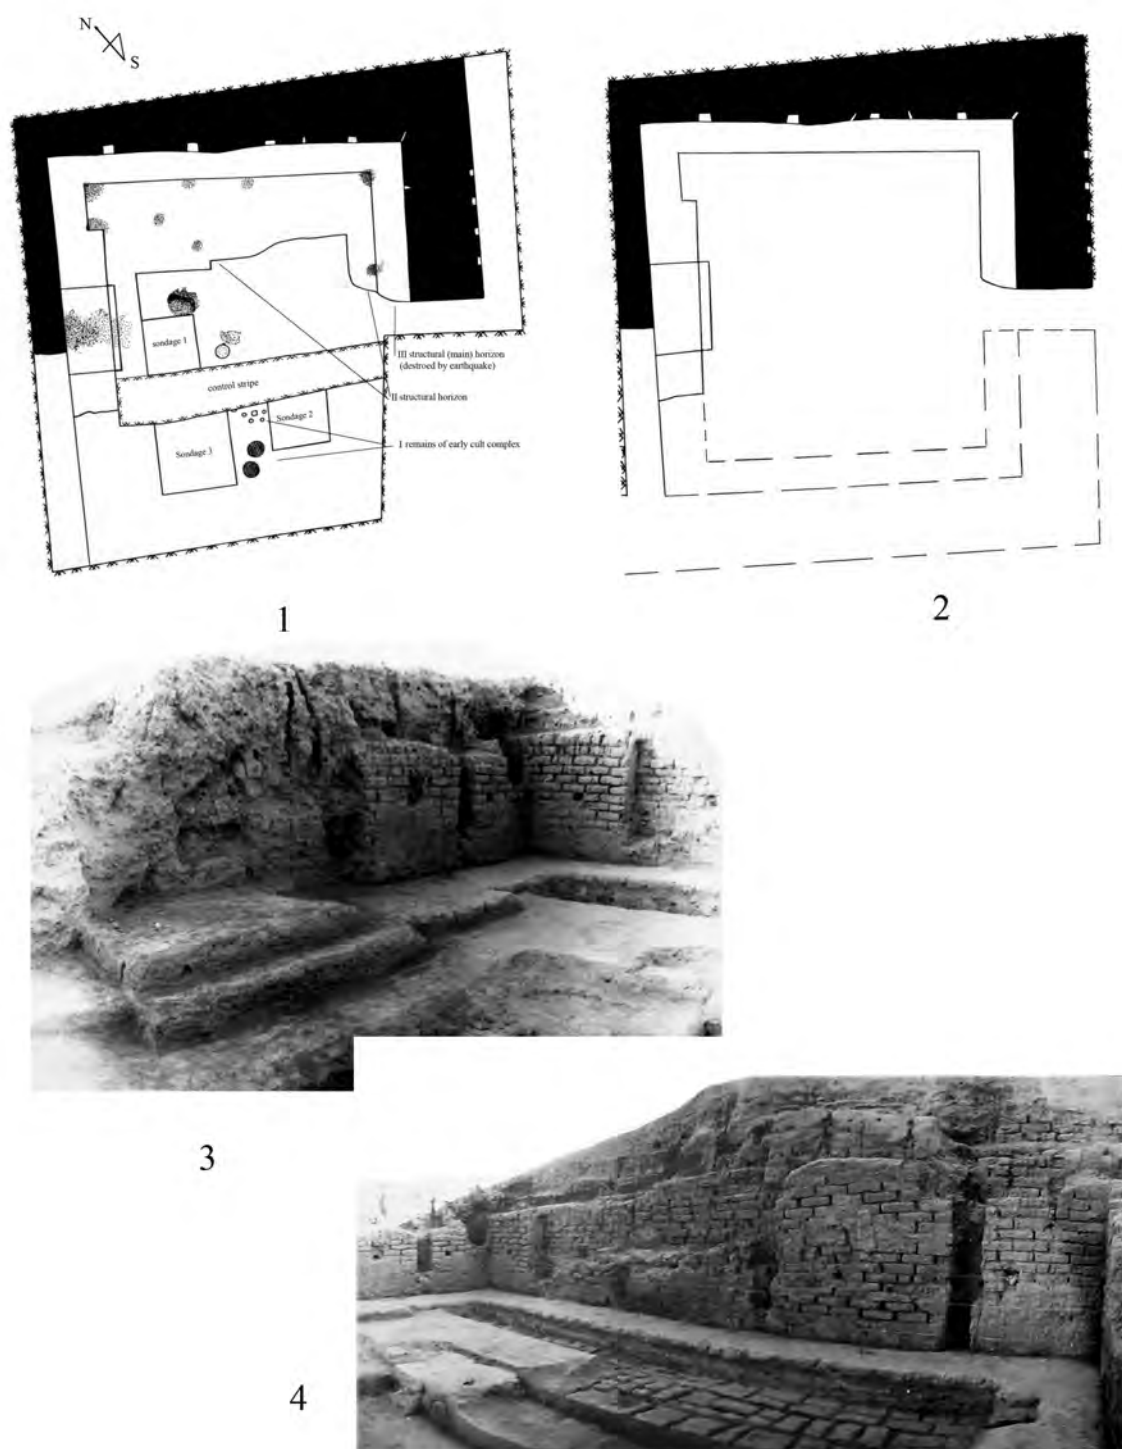 N
S
sondage 1
III structural (main) horizon
(destroed by earthquake)
control stripe
II structural horizon
Sondage 2
I remains of early cult complex
Sondage 3
1
2
3
4